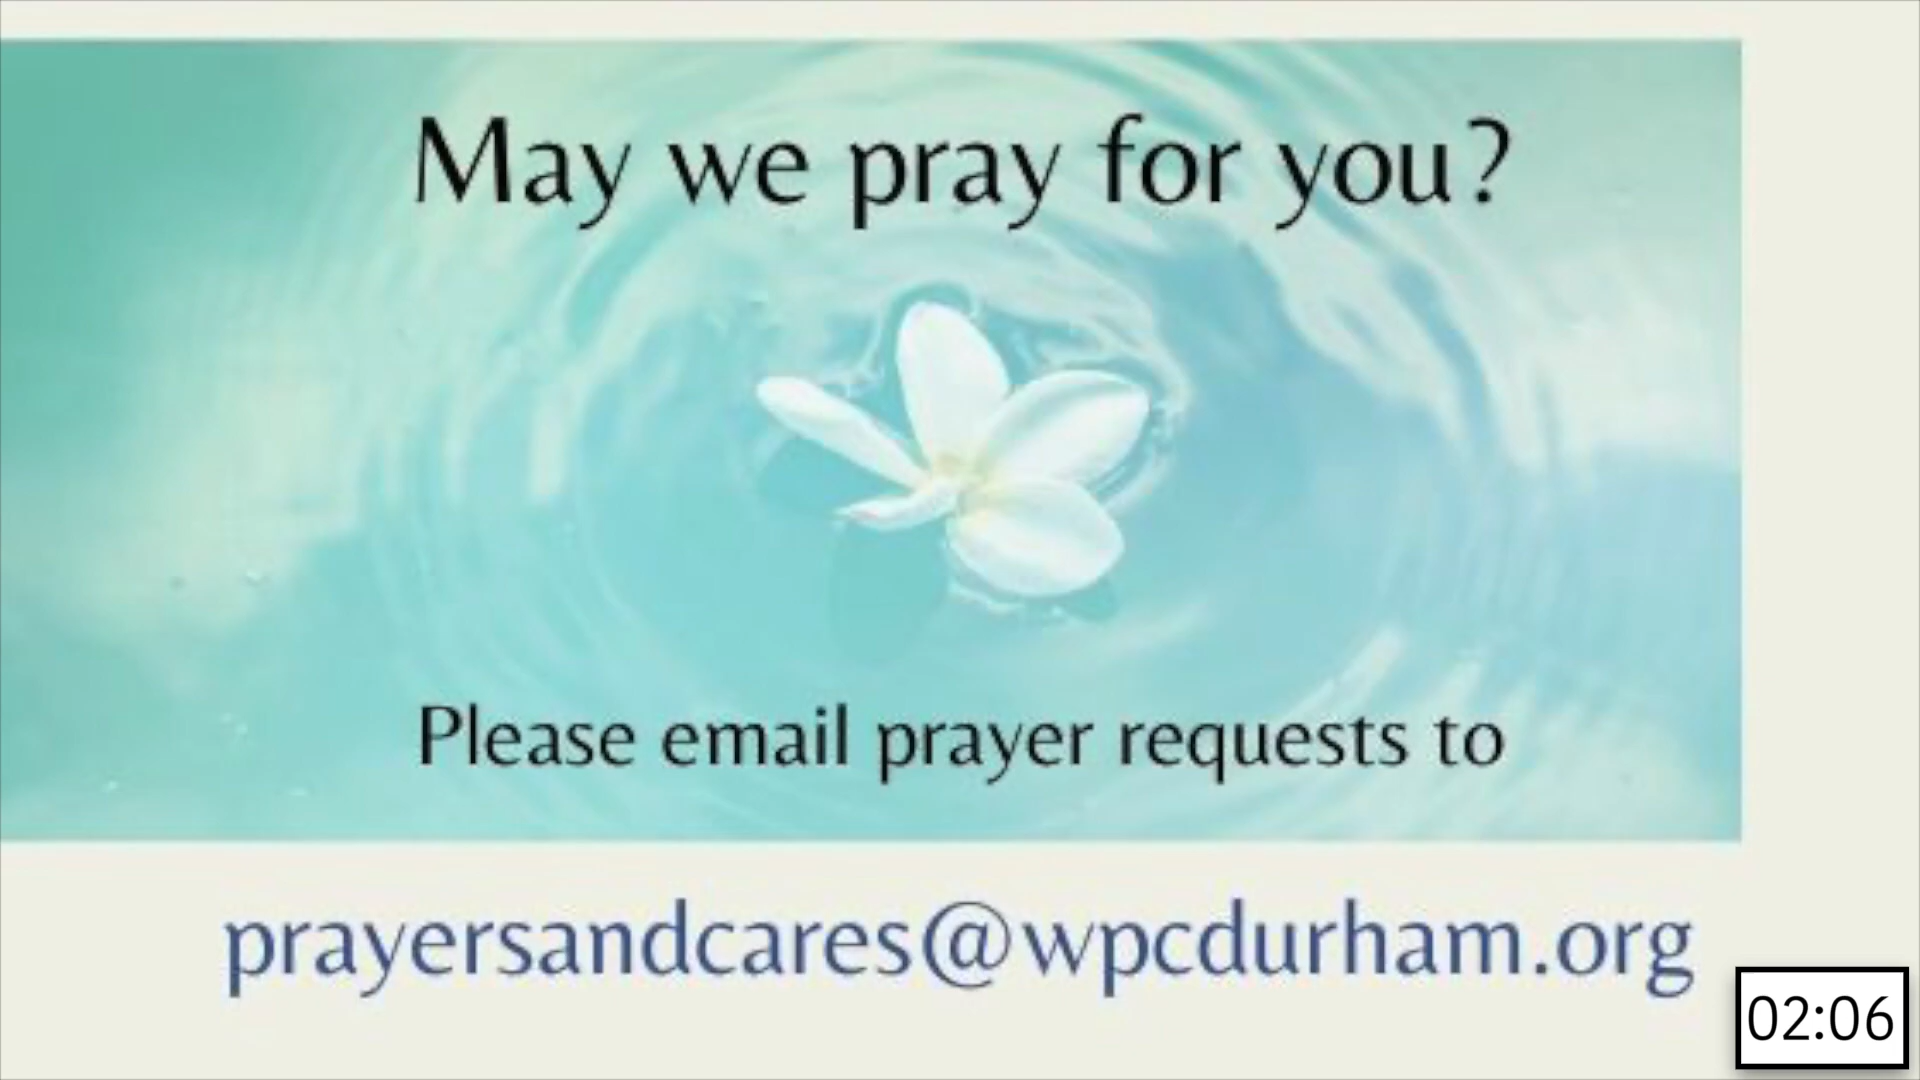 May we pray for you?
Please email prayer requests to
prayersandcares@wpcdurham.org
02:06